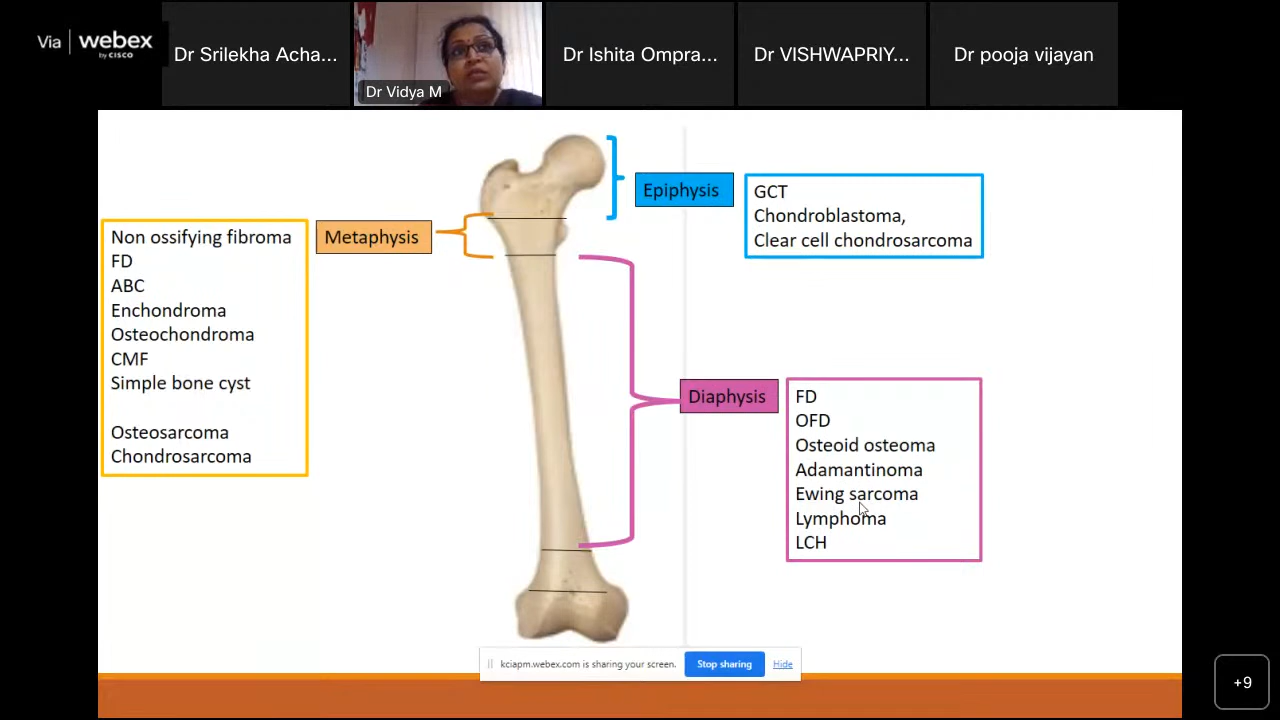 Via webex
by CISCO
Dr Srilekha Acha...
Dr Vidya M
Dr Ishita Ompra...
Dr VISHWAPRIY...
Dr pooja vijayan
Epiphysis
GCT
Chondroblastoma,
Clear cell chondrosarcoma
Metaphysis
Non ossifying fibroma
FD
ABC
Enchondroma
Osteochondroma
CMF
Simple bone cyst
Osteosarcoma
Chondrosarcoma
Diaphysis
FD
OFD
Osteoid osteoma
Adamantinoma
Ewing sarcoma
Lymphoma
LCH
kciapm.webex.com is sharing your screen.
Stop sharing
Hide
+9